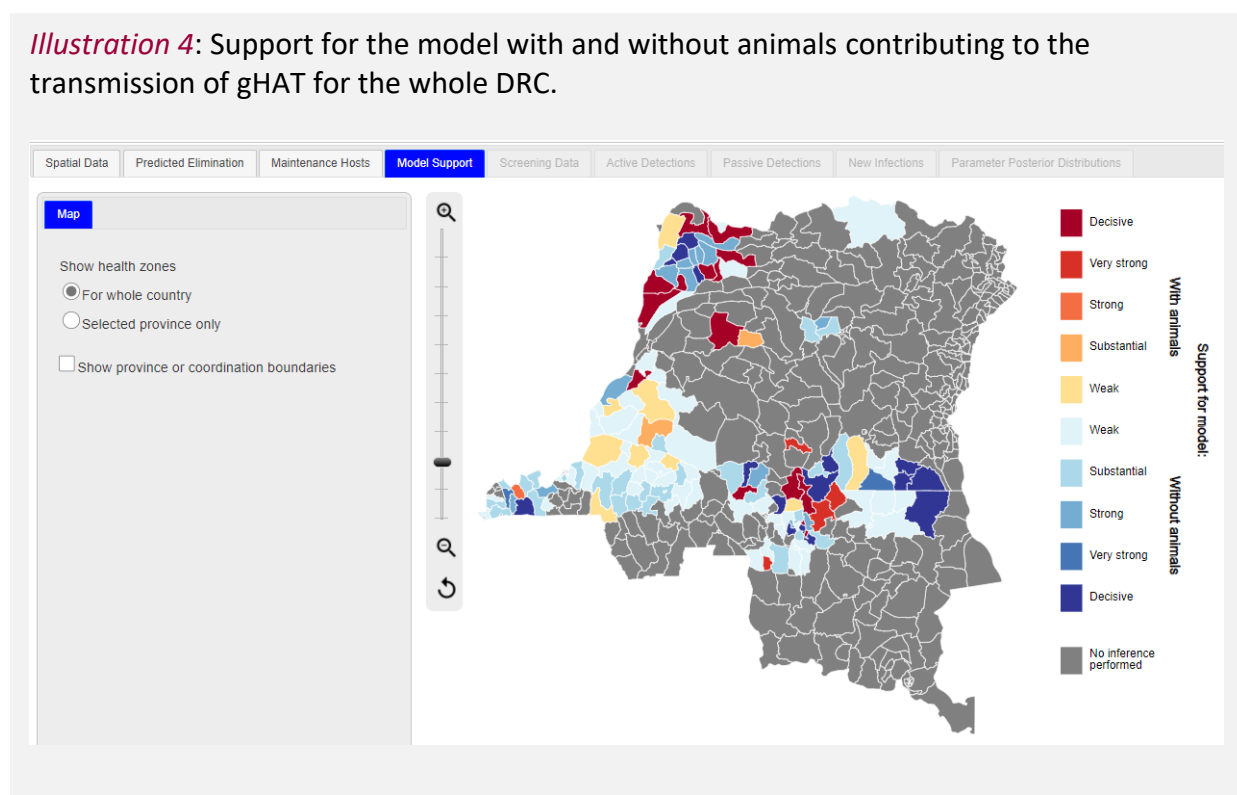 Illustration 4: Support for the model with and without animals contributing to the
transmission of gHAT for the whole DRC.
Spatial Data
Predicted Elimination
Maintenance Hosts
Model Support
Screening Data
Active Detections
Passive Detections
New Infections
Parameter Posterior Distributions
Map
Show health zones
For whole country
Selected province only
Show province or coordination boundaries
Decisive
Very strong
Strong
Substantial
Weak
Weak
Substantial
Strong
Very strong
Decisive
No inference
performed
With animals
Without animals
Support for model: